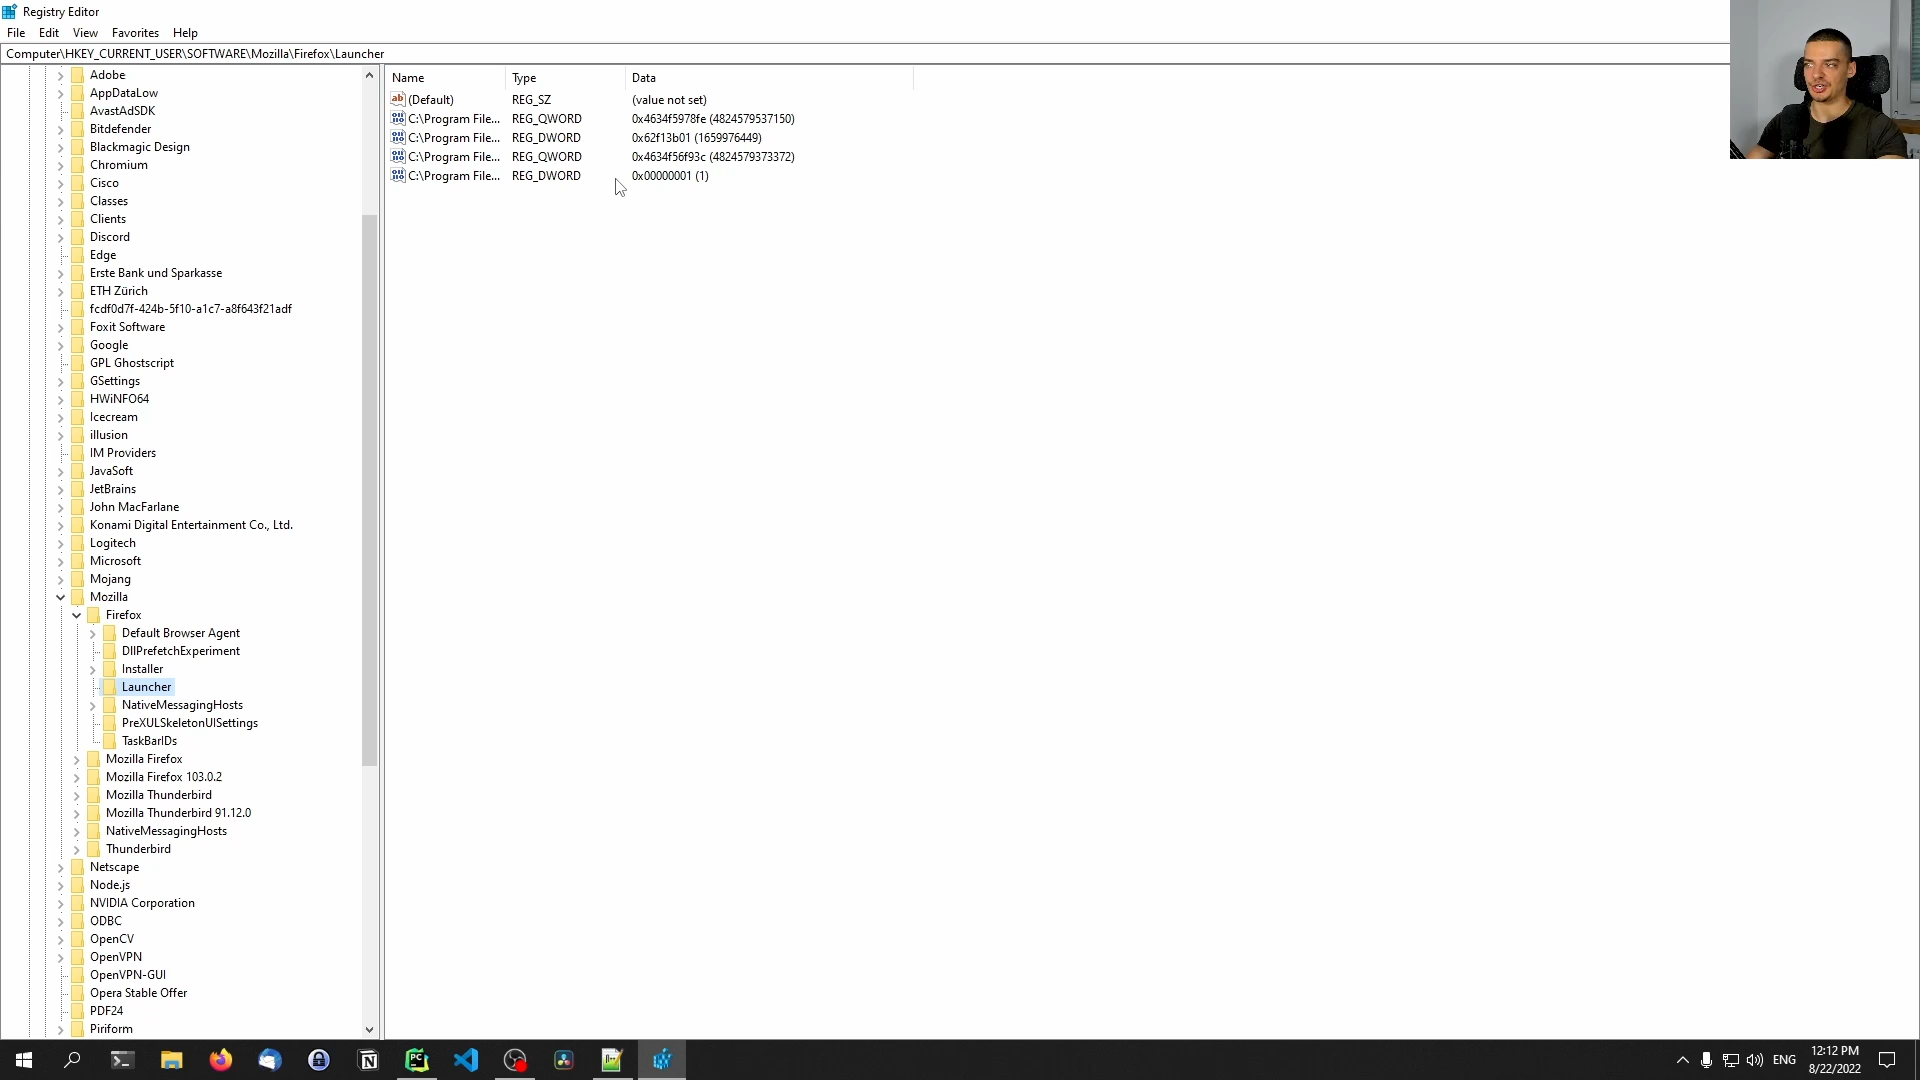 Registry Editor
File Edit View Favorites Help
Computer\HKEY_CURRENT_USER\SOFTWARE\Mozilla\Firefox\Launcher
Adobe
AppDataLow
AvastAdSDK
Bitdefender
Blackmagic Design
Chromium
Cisco
Classes
Clients
Discord
Edge
Erste Bank und Sparkasse
ETH Zürich
fcdf0d7f-424b-5f10-a1c7-a8f643f21adf
Foxit Software
Google
GPL Ghostscript
GSettings
HWiNFO64
Icecream
illusion
IM Providers
JavaSoft
JetBrains
John MacFarlane
Konami Digital Entertainment Co., Ltd.
Logitech
Microsoft
Mojang
Mozilla
Firefox
Default Browser Agent
DllPrefetchExperiment
Installer
Launcher
NativeMessagingHosts
PreXULSkeletonUISettings
TaskBarIDs
Mozilla Firefox
Mozilla Firefox 103.0.2
Mozilla Thunderbird
Mozilla Thunderbird 91.12.0
NativeMessagingHosts
Thunderbird
Netscape
Node.js
NVIDIA Corporation
ODBC
OpenCV
OpenVPN
OpenVPN-GUI
Opera Stable Offer
PDF24
Piriform
Name Type Data
(Default) REG_SZ (value not set)
C:\Program File... REG_QWORD 0x4634f5978fe (4824579537150)
C:\Program File... REG_DWORD 0x62f13b01 (1659976449)
C:\Program File... REG_QWORD 0x4634f56f93c (4824579373372)
C:\Program File... REG_DWORD 0x00000001 (1)
ENG
12:12 PM
8/22/2022